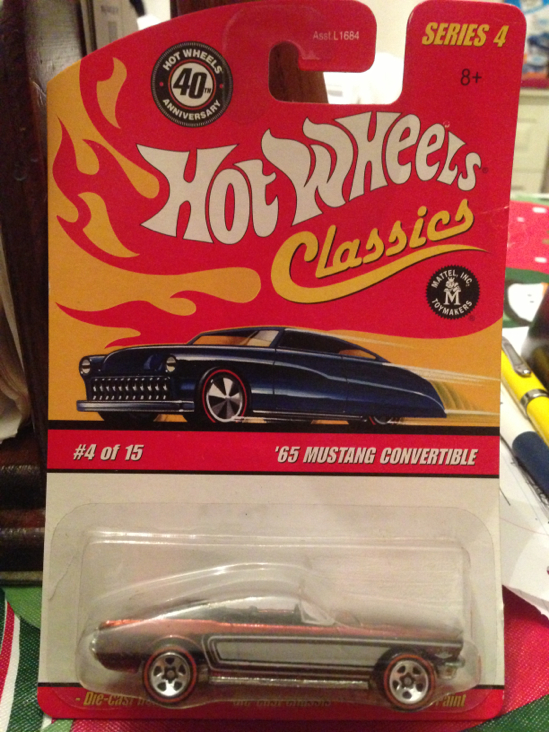 Asst.L1684
SERIES 4
8+
HOT WHEELS
40TH
ANNIVERSARY
Hot Wheels
Classics
MATTEL, INC.
M
TOYMAKERS
#4 of 15
'65 MUSTANG CONVERTIBLE
- Die-cast